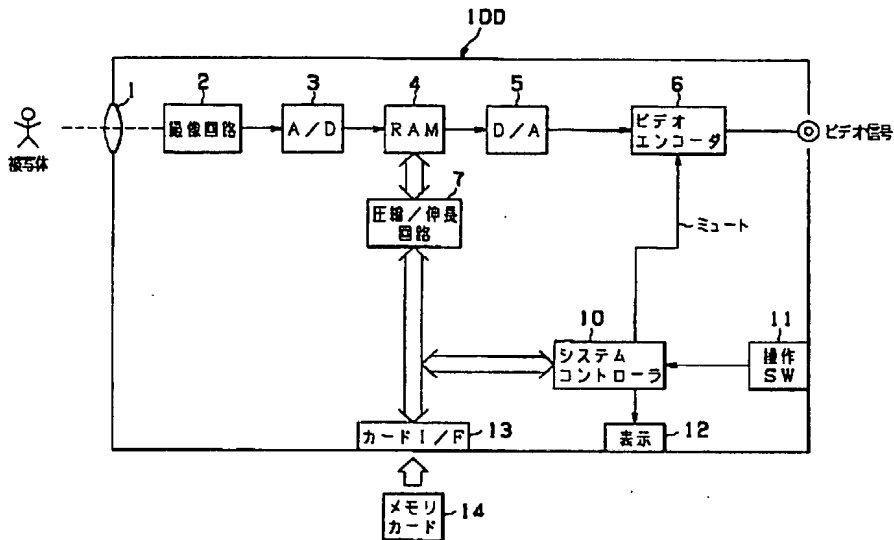 100
1
2
3
4
5
6
撮像回路
A/D
RAM
D/A
ビデオ
エンコーダ
ビデオ信号
被写体
7
圧縮/伸長
回路
ミュート
10
11
システム
コントローラ
操作
SW
カードI/F
13
表示
12
メモリ
カード
14